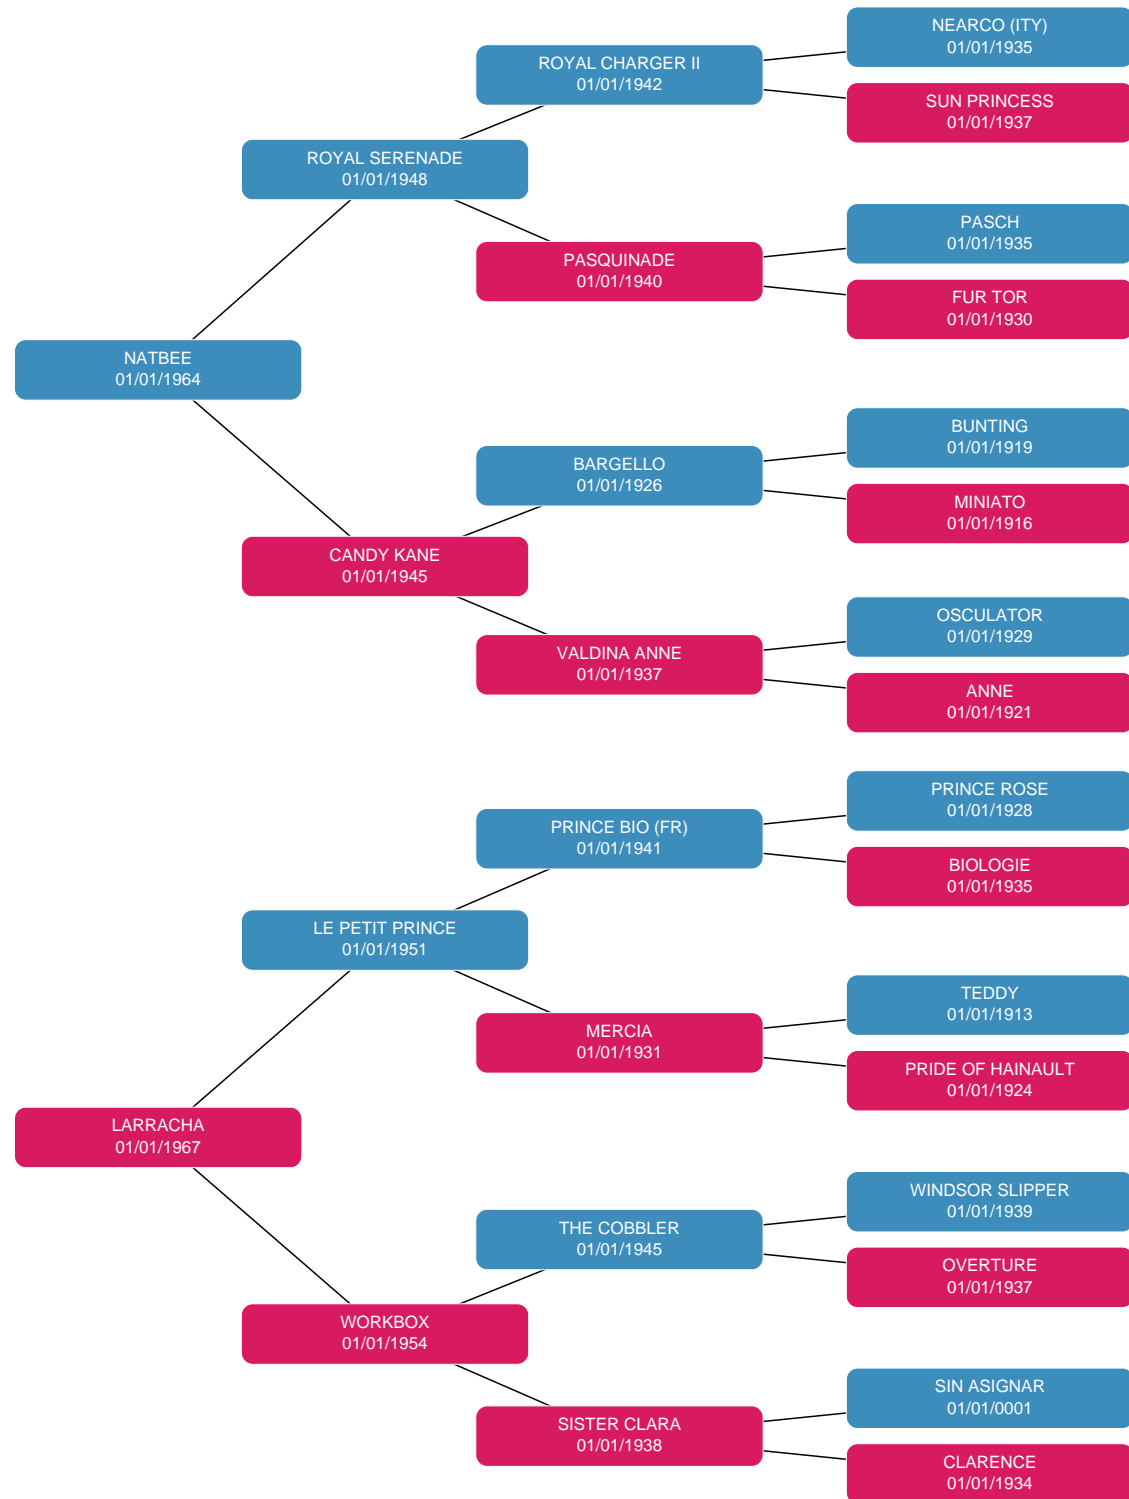 NEARCO (ITY)
01/01/1935
ROYAL CHARGER II
01/01/1942
SUN PRINCESS
01/01/1937
ROYAL SERENADE
01/01/1948
PASCH
01/01/1935
PASQUINADE
01/01/1940
FUR TOR
01/01/1930
NATBEE
01/01/1964
BUNTING
01/01/1919
BARGELLO
01/01/1926
MINIATO
01/01/1916
CANDY KANE
01/01/1945
OSCULATOR
01/01/1929
VALDINA ANNE
01/01/1937
ANNE
01/01/1921
PRINCE ROSE
01/01/1928
PRINCE BIO (FR)
01/01/1941
BIOLOGIE
01/01/1935
LE PETIT PRINCE
01/01/1951
TEDDY
01/01/1913
MERCIA
01/01/1931
PRIDE OF HAINAULT
01/01/1924
LARRACHA
01/01/1967
WINDSOR SLIPPER
01/01/1939
THE COBBLER
01/01/1945
OVERTURE
01/01/1937
WORKBOX
01/01/1954
SIN ASIGNAR
01/01/0001
SISTER CLARA
01/01/1938
CLARENCE
01/01/1934